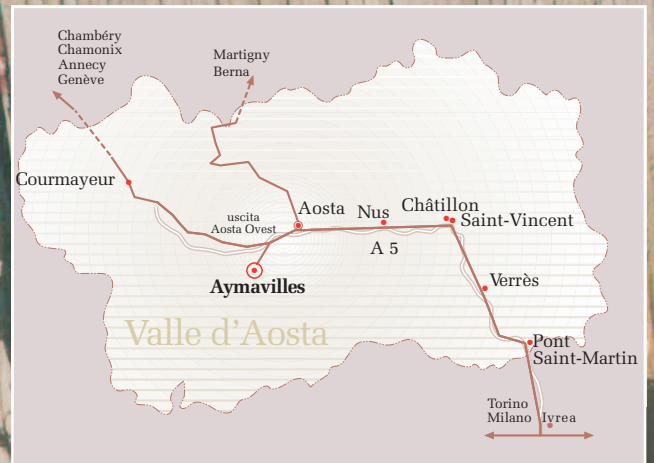 Chambéry
Chamonix
Annecy
Genève
Martigny
Berna
Courmayeur
uscita
Aosta Ovest
Aosta
Nus
Châtillon
Saint-Vincent
A 5
Aymavilles
Verrès
Valle d'Aosta
Pont
Saint-Martin
Torino
Milano
Ivrea